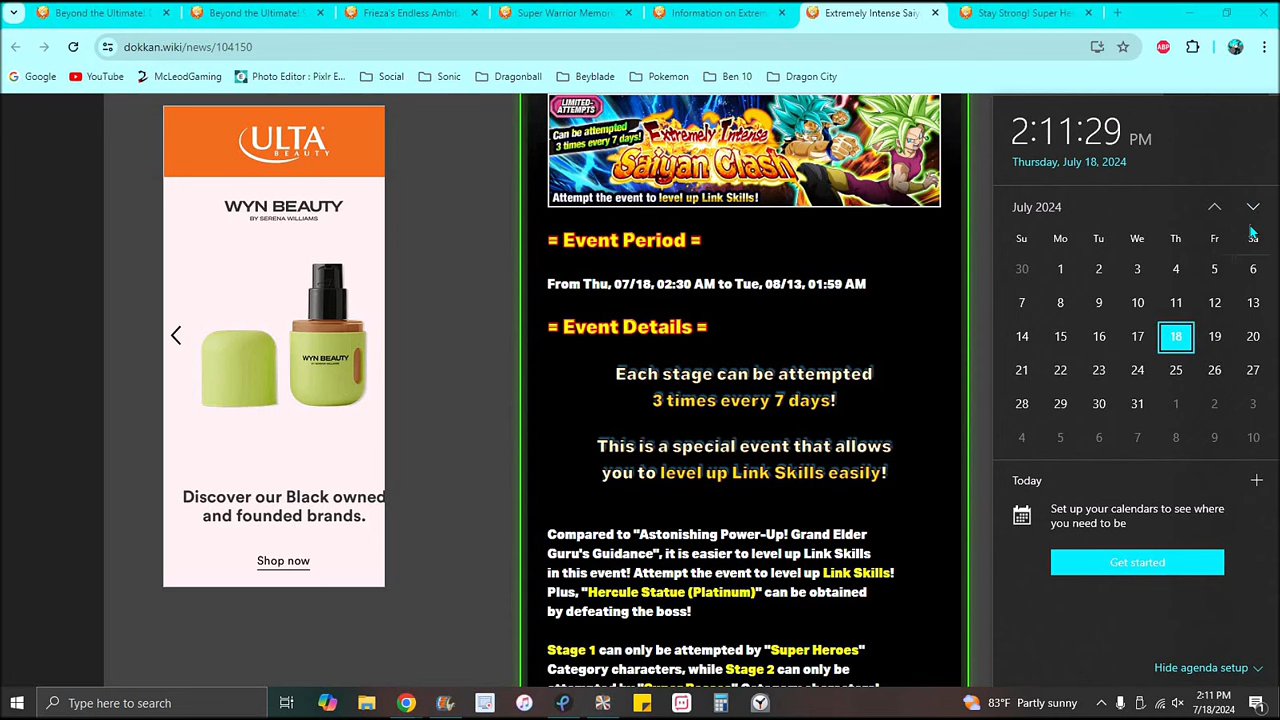 Beyond the Ultimate!
Beyond the Ultimate!
Frieza's Endless Ambit
Super Warrior Memori
Information on Extrem
Extremely Intense Saiy
Stay Strong! Super He
dokkan.wiki/news/104150
ABP
Google
YouTube
McLeodGaming
Photo Editor : Pixlr E...
Social
Sonic
Dragonball
Beyblade
Pokemon
Ben 10
Dragon City
ULTA
BEAUTY
WYN BEAUTY
BY SERENA WILLIAMS
WYN BEAUTY
Discover our Black owned
and founded brands.
Shop now
LIMITED-
ATTEMPTS
Can be attempted
3 times every 7 days!
Extremely Intense
Saiyan Clash
Attempt the event to level up Link Skills!
= Event Period =
From Thu, 07/18, 02:30 AM to Tue, 08/13, 01:59 AM
= Event Details =
Each stage can be attempted
3 times every 7 days!
This is a special event that allows
you to level up Link Skills easily!
Compared to "Astonishing Power-Up! Grand Elder
Guru's Guidance", it is easier to level up Link Skills
in this event! Attempt the event to level up Link Skills!
Plus, "Hercule Statue (Platinum)" can be obtained
by defeating the boss!
Stage 1 can only be attempted by "Super Heroes"
Category characters, while Stage 2 can only be
2:11:29 PM
Thursday, July 18, 2024
July 2024
Su Mo Tu We Th Fr Sa
30 1 2 3 4 5 6
7 8 9 10 11 12 13
14 15 16 17 18 19 20
21 22 23 24 25 26 27
28 29 30 31 1 2 3
4 5 6 7 8 9 10
Today
Set up your calendars to see where
you need to be
Get started
Hide agenda setup
Type here to search
83°F Partly sunny
2:11 PM
7/18/2024